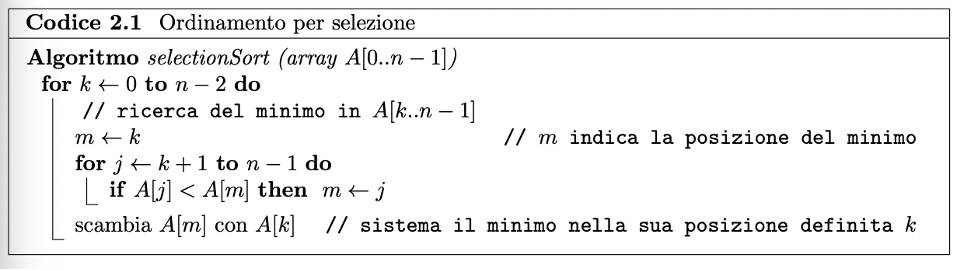 Codice 2.1 Ordinamento per selezione
Algoritmo selectionSort (array A[0..n − 1])
for k ← 0 to n − 2 do
// ricerca del minimo in A[k..n − 1]
m ← k // m indica la posizione del minimo
for j ← k + 1 to n − 1 do
if A[j] < A[m] then m ← j
scambia A[m] con A[k] // sistema il minimo nella sua posizione definita k